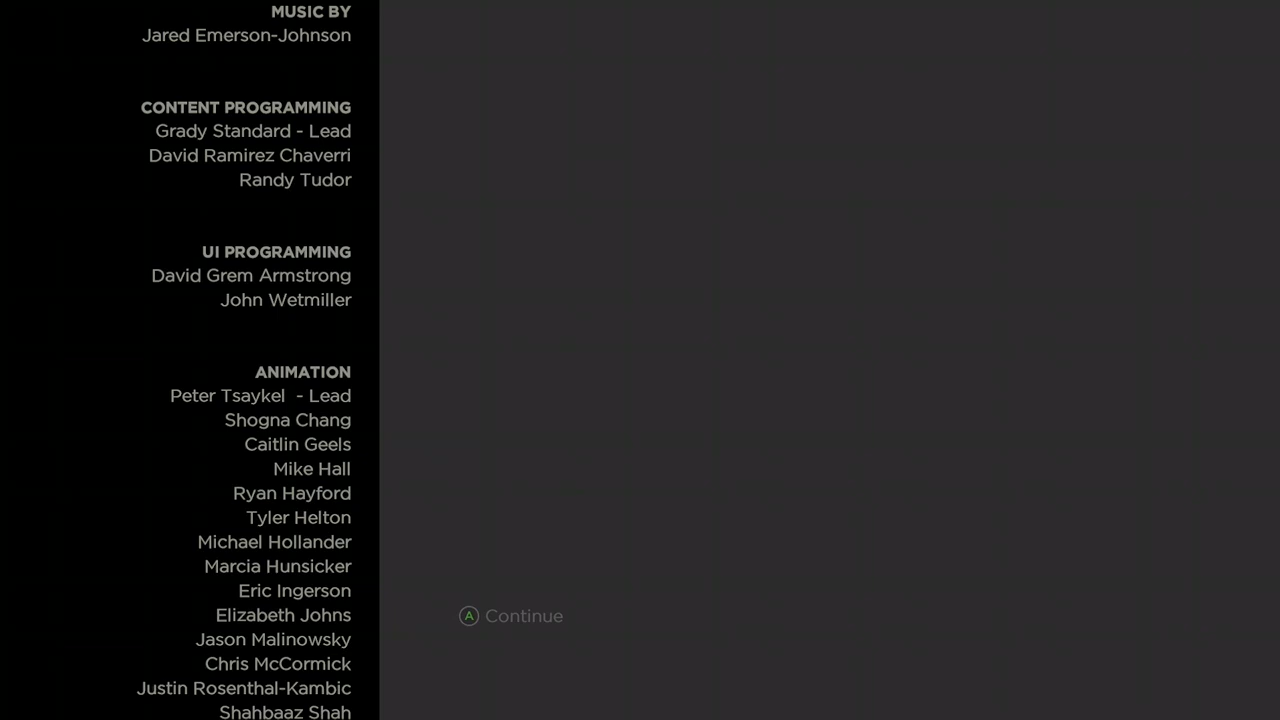 MUSIC BY
Jared Emerson-Johnson
CONTENT PROGRAMMING
Grady Standard - Lead
David Ramirez Chaverri
Randy Tudor
UI PROGRAMMING
David Grem Armstrong
John Wetmiller
ANIMATION
Peter Tsaykel - Lead
Shogna Chang
Caitlin Geels
Mike Hall
Ryan Hayford
Tyler Helton
Michael Hollander
Marcia Hunsicker
Eric Ingerson
Elizabeth Johns
Jason Malinowsky
Chris McCormick
Justin Rosenthal-Kambic
Shahbaaz Shah
A Continue